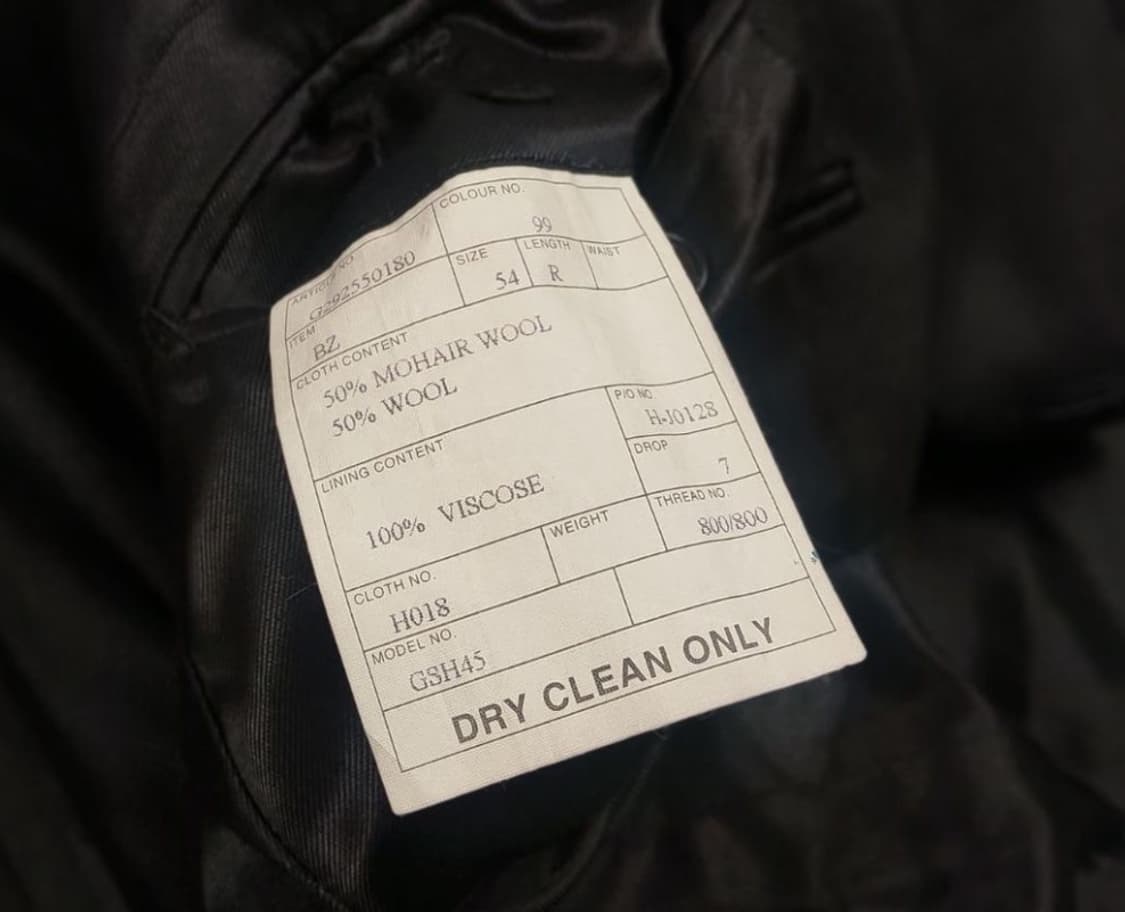 ARTICLE NO
G292550180
COLOUR NO.
99
ITEM
BZ
SIZE
54
LENGTH
R
WAIST
CLOTH CONTENT
50% MOHAIR WOOL
50% WOOL
LINING CONTENT
100% VISCOSE
P/O NO
H-J0128
DROP
7
THREAD NO.
800/800
CLOTH NO.
H018
WEIGHT
MODEL NO.
GSH45
DRY CLEAN ONLY